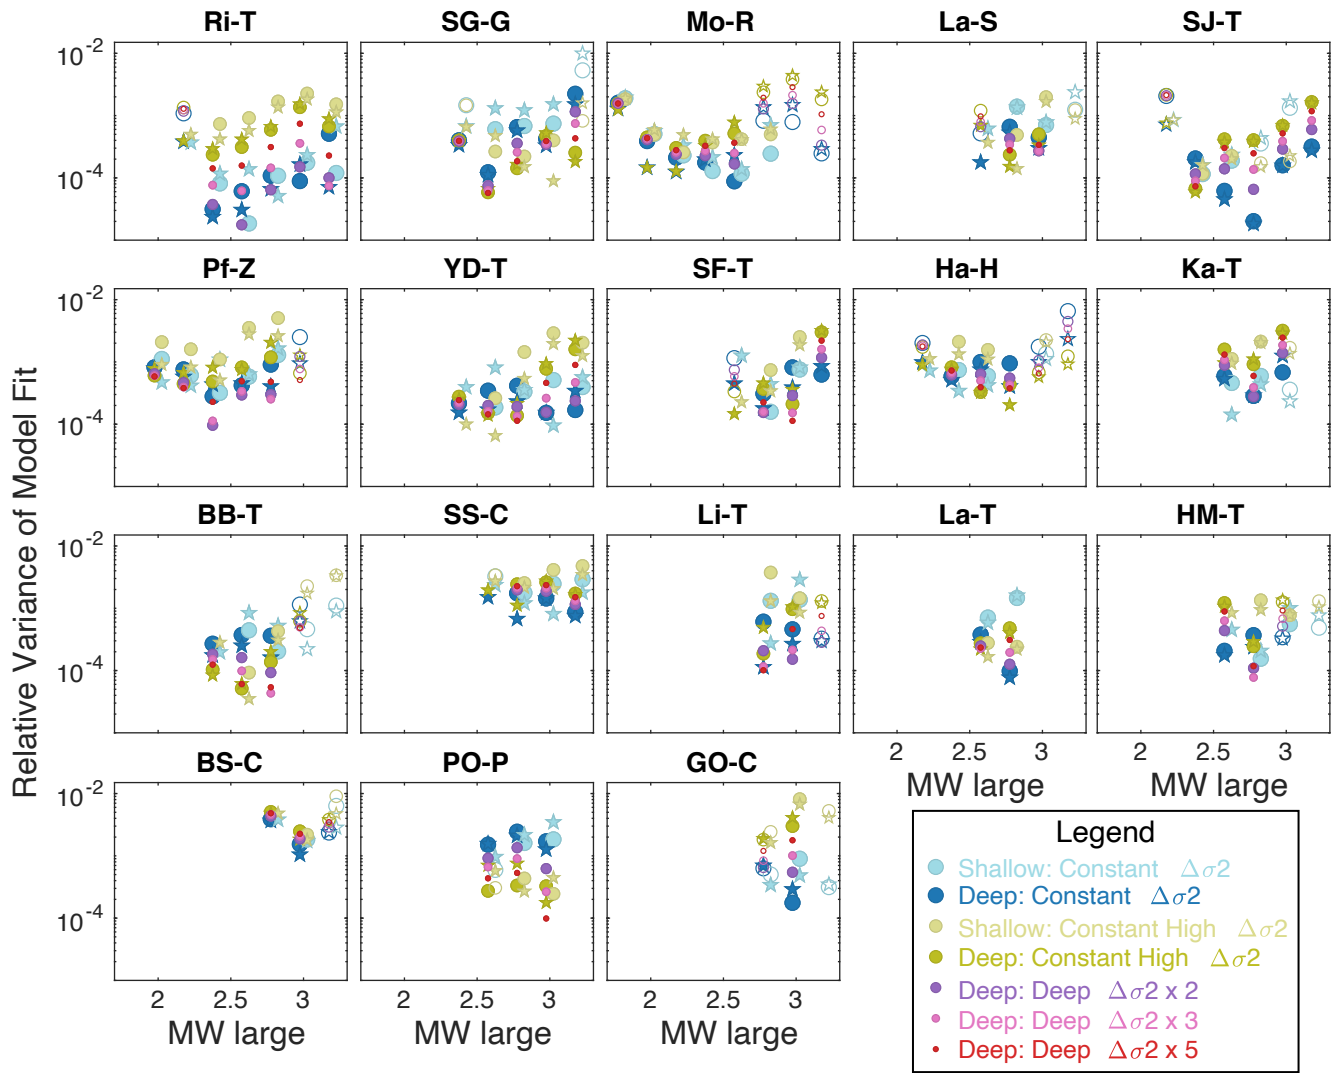 Ri-T SG-G Mo-R La-S SJ-T
10-2
10-4
Pf-Z YD-T SF-T Ha-H Ka-T
10-2
10-4
Relative Variance of Model Fit
BB-T SS-C Li-T La-T HM-T
10-2
10-4
2 2.5 3 2 2.5 3
MW large MW large
BS-C PO-P GO-C
10-2
10-4
2 2.5 3 2 2.5 3 2 2.5 3
MW large MW large MW large
Legend
Shallow: Constant Δσ2
Deep: Constant Δσ2
Shallow: Constant High Δσ2
Deep: Constant High Δσ2
Deep: Deep Δσ2 x 2
Deep: Deep Δσ2 x 3
Deep: Deep Δσ2 x 5